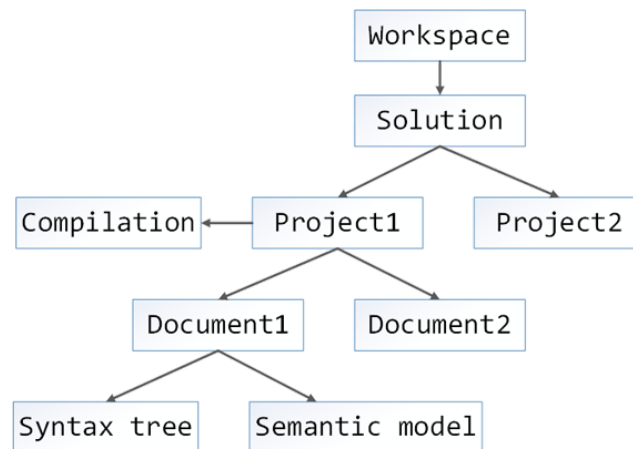 Workspace
Solution
Compilation
Project1
Project2
Document1
Document2
Syntax tree
Semantic model